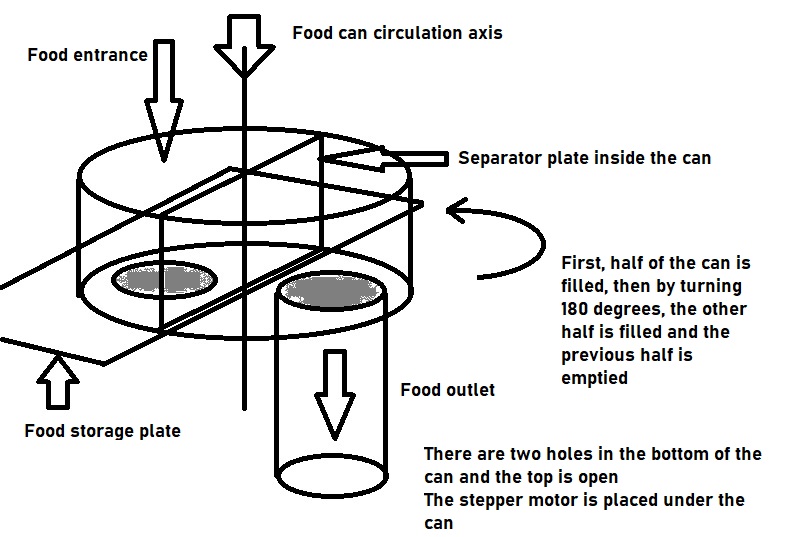 Food can circulation axis
Food entrance
Separator plate inside the can
First, half of the can is
filled, then by turning
180 degrees, the other
half is filled and the
previous half is
emptied
Food outlet
Food storage plate
There are two holes in the bottom of the
can and the top is open
The stepper motor is placed under the
can